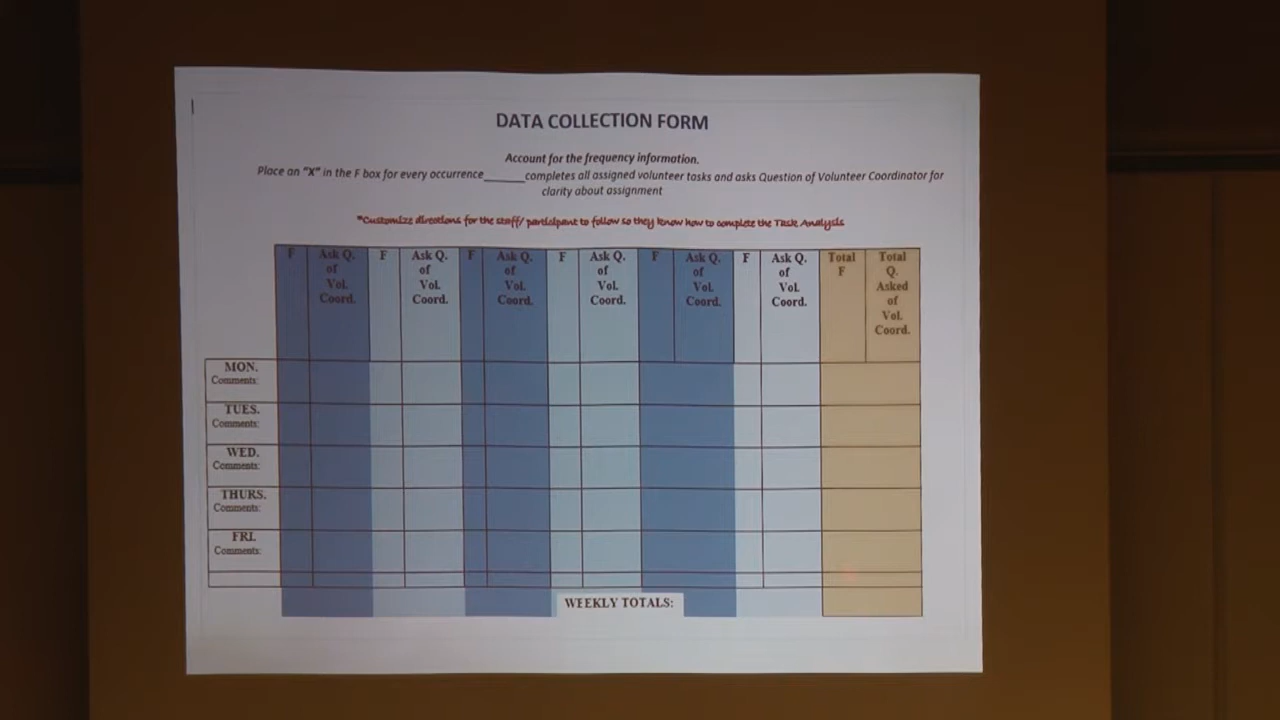 DATA COLLECTION FORM
Account for the frequency information.
Place an "X" in the F box for every occurrence______completes all assigned volunteer tasks and asks Question of Volunteer Coordinator for
clarity about assignment
*Customize directions for the staff/ participant to follow so they know how to complete the Task Analysis
F Ask Q. F Ask Q. F Ask Q. F Ask Q. F Ask Q. F Ask Q. Total Total
of of of of of of F Q.
Vol. Vol. Vol. Vol. Vol. Vol. Asked
Coord. Coord. Coord. Coord. Coord. Coord. of
Vol.
Coord.
MON.
Comments:
TUES.
Comments:
WED.
Comments:
THURS.
Comments:
FRI.
Comments:
WEEKLY TOTALS: